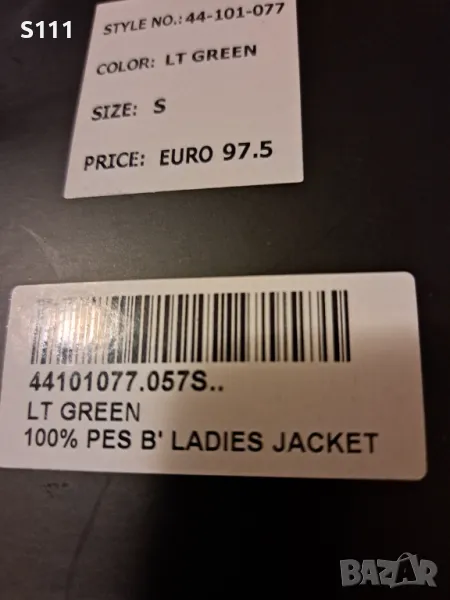 S111
STYLE NO.: 44-101-077
COLOR: LT GREEN
SIZE: S
PRICE: EURO 97.5
44101077.057S..
LT GREEN
100% PES B' LADIES JACKET
BAZAR